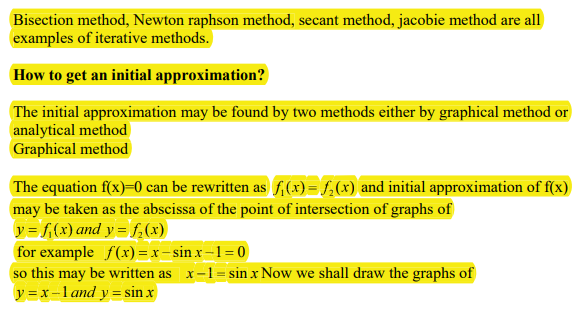 Bisection method, Newton raphson method, secant method, jacobie method are all
examples of iterative methods.
How to get an initial approximation?
The initial approximation may be found by two methods either by graphical method or
analytical method
Graphical method
The equation f(x)=0 can be rewritten as f₁(x) = f₂(x) and initial approximation of f(x)
may be taken as the abscissa of the point of intersection of graphs of
y = f₁(x) and y = f₂(x)
for example f(x) = x − sin x − 1 = 0
so this may be written as x − 1 = sin x Now we shall draw the graphs of
y = x − 1 and y = sin x